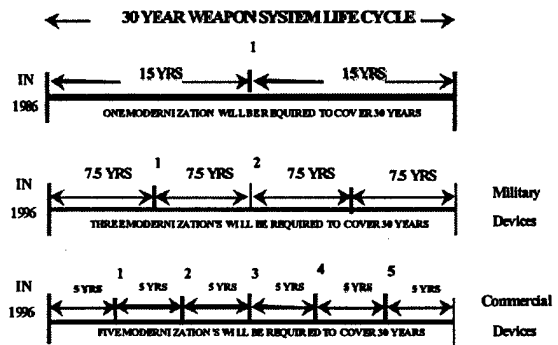 30 YEAR WEAPON SYSTEM LIFE CYCLE
1
IN
1986
15 YRS 15 YRS
ONE MODERNIZATION WILL BE REQUIRED TO COVER 30 YEARS
1 2
IN
1996
7.5 YRS 7.5 YRS 7.5 YRS 7.5 YRS
Military
Devices
THREE MODERNIZATION'S WILL BE REQUIRED TO COVER 30 YEARS
1 2 3 4 5
IN
1996
5 YRS 5 YRS 5 YRS 5 YRS 5 YRS 5 YRS
Commercial
Devices
FIVE MODERNIZATION'S WILL BE REQUIRED TO COVER 30 YEARS